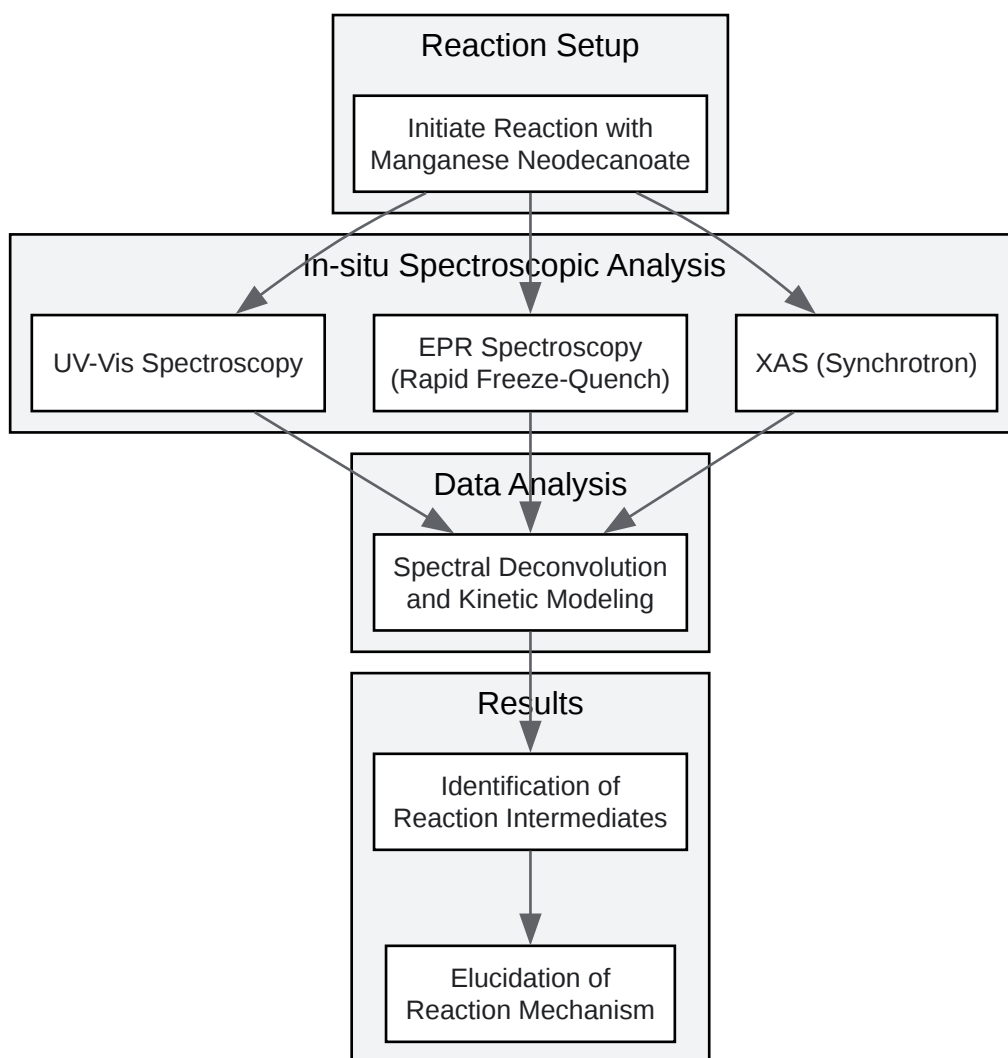 Reaction Setup
Initiate Reaction with
Manganese Neodecanoate
In-situ Spectroscopic Analysis
UV-Vis Spectroscopy
EPR Spectroscopy
(Rapid Freeze-Quench)
XAS (Synchrotron)
Data Analysis
Spectral Deconvolution
and Kinetic Modeling
Results
Identification of
Reaction Intermediates
Elucidation of
Reaction Mechanism